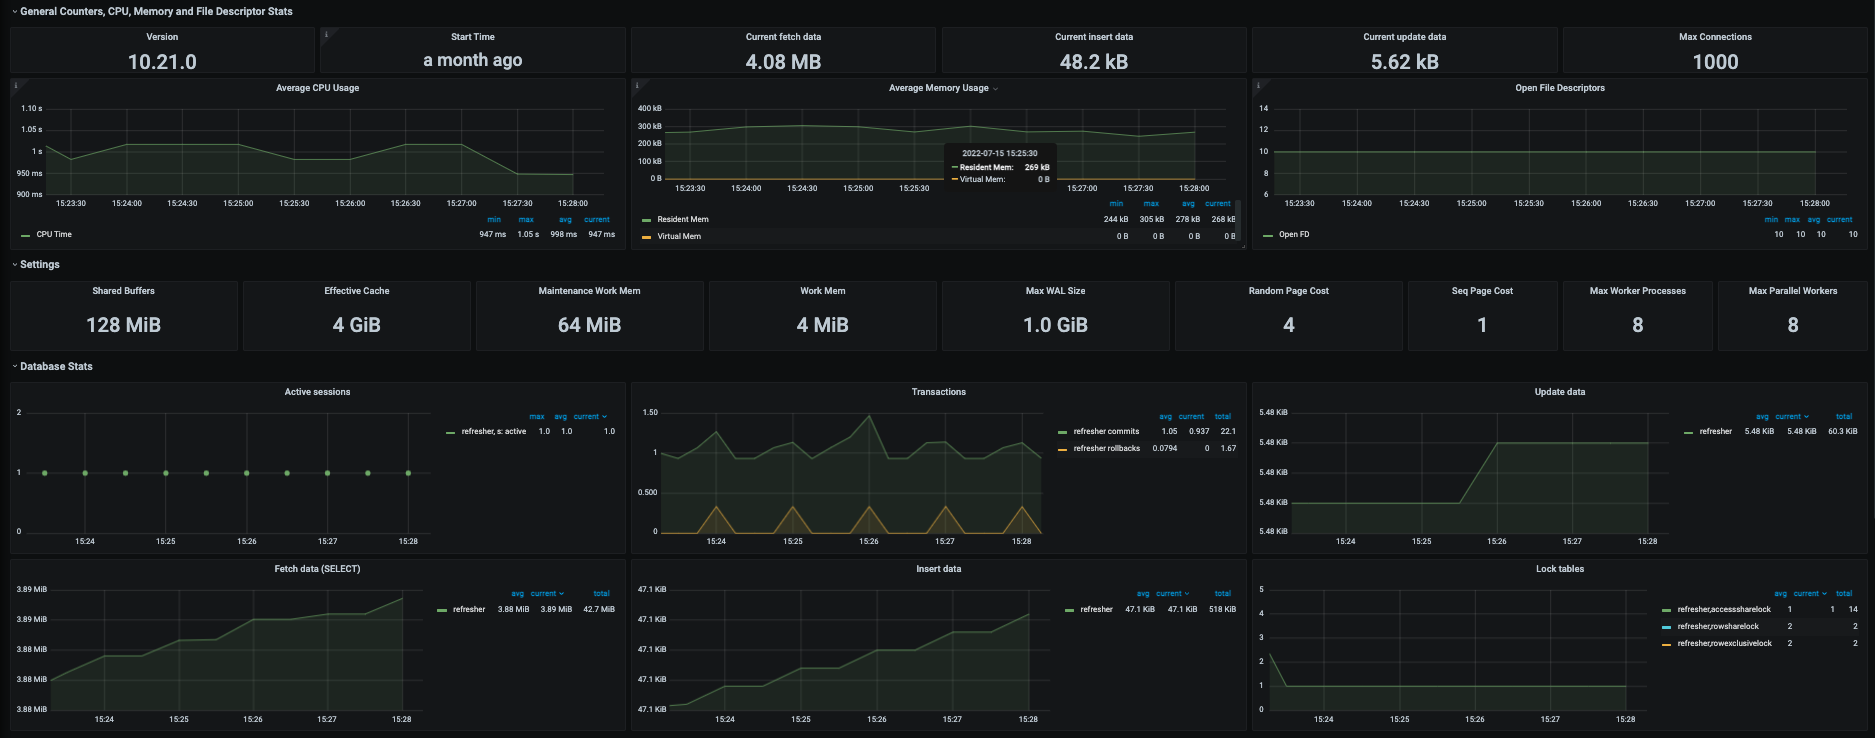 General Counters, CPU, Memory and File Descriptor Stats
Version
10.21.0
Start Time
a month ago
Current fetch data
4.08 MB
Current insert data
48.2 kB
Current update data
5.62 kB
Max Connections
1000
Average CPU Usage
1.10 s
1.05 s
1 s
950 ms
900 ms
15:23:30 15:24:00 15:24:30 15:25:00 15:25:30 15:26:00 15:26:30 15:27:00 15:27:30 15:28:00
min max avg current
CPU Time 947 ms 1.05 s 998 ms 947 ms
Average Memory Usage
400 kB
300 kB
200 kB
100 kB
0 B
2022-07-15 15:25:30
Resident Mem: 269 kB
Virtual Mem: 0 B
15:23:30 15:24:00 15:24:30 15:25:00 15:25:30 15:27:00 15:27:30 15:28:00
min max avg current
Resident Mem 244 kB 305 kB 278 kB 268 kB
Virtual Mem 0 B 0 B 0 B 0 B
Open File Descriptors
14
12
10
8
6
15:23:30 15:24:00 15:24:30 15:25:00 15:25:30 15:26:00 15:26:30 15:27:00 15:27:30 15:28:00
min max avg current
Open FD 10 10 10 10
Settings
Shared Buffers
128 MiB
Effective Cache
4 GiB
Maintenance Work Mem
64 MiB
Work Mem
4 MiB
Max WAL Size
1.0 GiB
Random Page Cost
4
Seq Page Cost
1
Max Worker Processes
8
Max Parallel Workers
8
Database Stats
Active sessions
2
1
0
15:24 15:25 15:26 15:27 15:28
max avg current
refresher, s: active 1.0 1.0 1.0
Transactions
1.50
1
0.500
0
15:24 15:25 15:26 15:27 15:28
avg current total
refresher commits 1.05 0.937 22.1
refresher rollbacks 0.0794 0 1.67
Update data
5.48 KiB
5.48 KiB
5.48 KiB
5.48 KiB
5.48 KiB
15:24 15:25 15:26 15:27 15:28
avg current total
refresher 5.48 KiB 5.48 KiB 60.3 KiB
Fetch data (SELECT)
3.89 MiB
3.89 MiB
3.88 MiB
3.88 MiB
3.88 MiB
15:24 15:25 15:26 15:27 15:28
avg current total
refresher 3.88 MiB 3.89 MiB 42.7 MiB
Insert data
47.1 KiB
47.1 KiB
47.1 KiB
47.1 KiB
47.1 KiB
15:24 15:25 15:26 15:27 15:28
avg current total
refresher 47.1 KiB 47.1 KiB 518 KiB
Lock tables
5
4
3
2
1
0
15:24 15:25 15:26 15:27 15:28
avg current total
refresher,accesssharelock 1 1 14
refresher,rowsharelock 2 2
refresher,rowexclusivelock 2 2